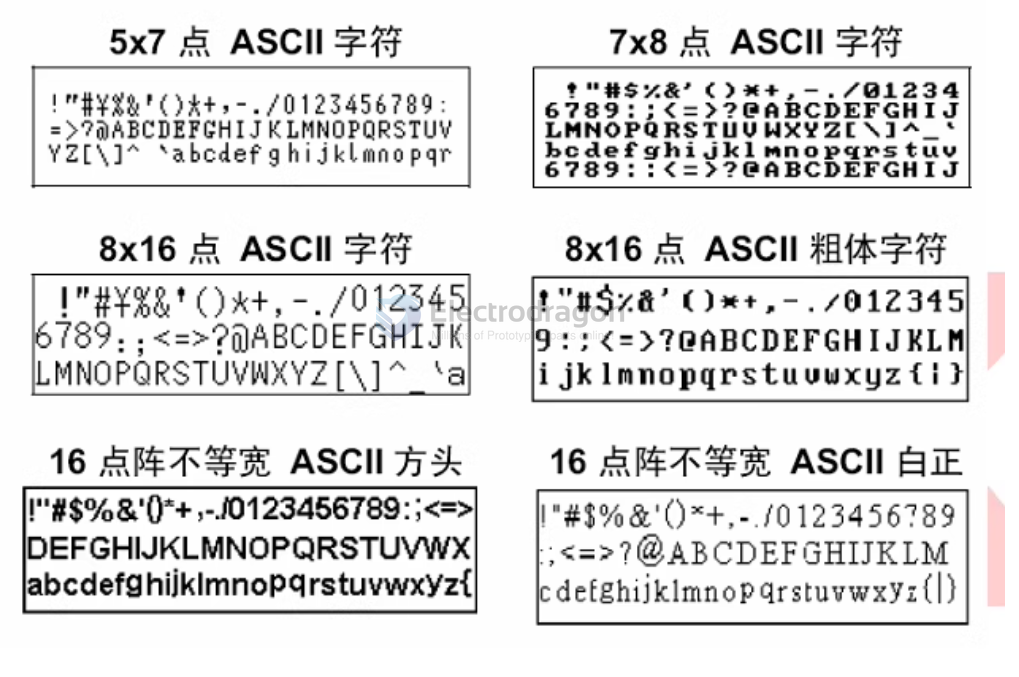 5x7 点 ASCII 字符
!"#¥%&'()*+,-./0123456789:
=>?@ABCDEFGHIJKLMNOPQRSTUV
YZ[\]^ `abcdefghijklmnopqr
7x8 点 ASCII 字符
!"#$%&'()*+,-./01234
6789:;<=>?@ABCDEFGHIJ
LMNOPQRSTUVWXYZ[\]^_`
bcdefghijklmnopqrstuv
6789::<=>?@ABCDEFGHIJ
8x16 点 ASCII 字符
!"#¥%&'()*+,-./012345
6789:;<=>?@ABCDEFGHIJK
LMNOPQRSTUVWXYZ[\]^_`a
8x16 点 ASCII 粗体字符
!"#$%&'()*+,-./012345
9:;<=>?@ABCDEFGHIJKLM
ijklmnopqrstuvwxyz{|}
Electrodragon
16 点阵不等宽 ASCII 方头
!"#$%&'()*+,-./0123456789:;<=>
DEFGHIJKLMNOPQRSTUVWX
abcdefghijklmnopqrstuvwxyz{
16 点阵不等宽 ASCII 白正
!"#$%&'()*+,-./0123456789
:;<=>?@ABCDEFGHIJKLM
cdefghijklmnopqrstuvwxyz{|}